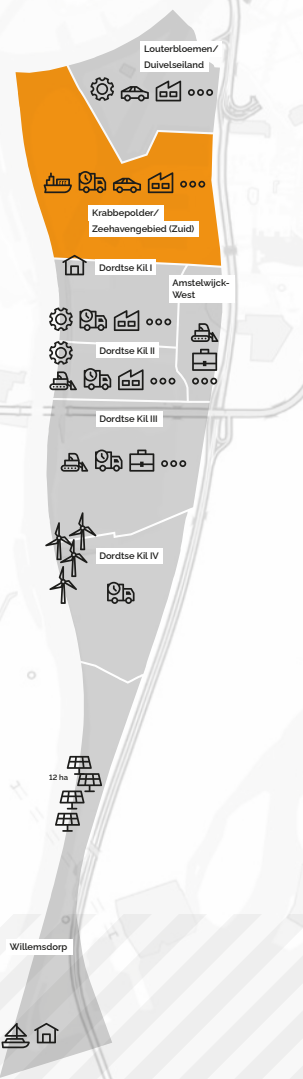 Louterbloemen/
Duivelseiland
Krabbepolder/
Zeehavengebied (Zuid)
Dordtse Kil I
Amstelwijck-
West
Dordtse Kil II
Dordtse Kil III
Dordtse Kil IV
12 ha
Willemsdorp